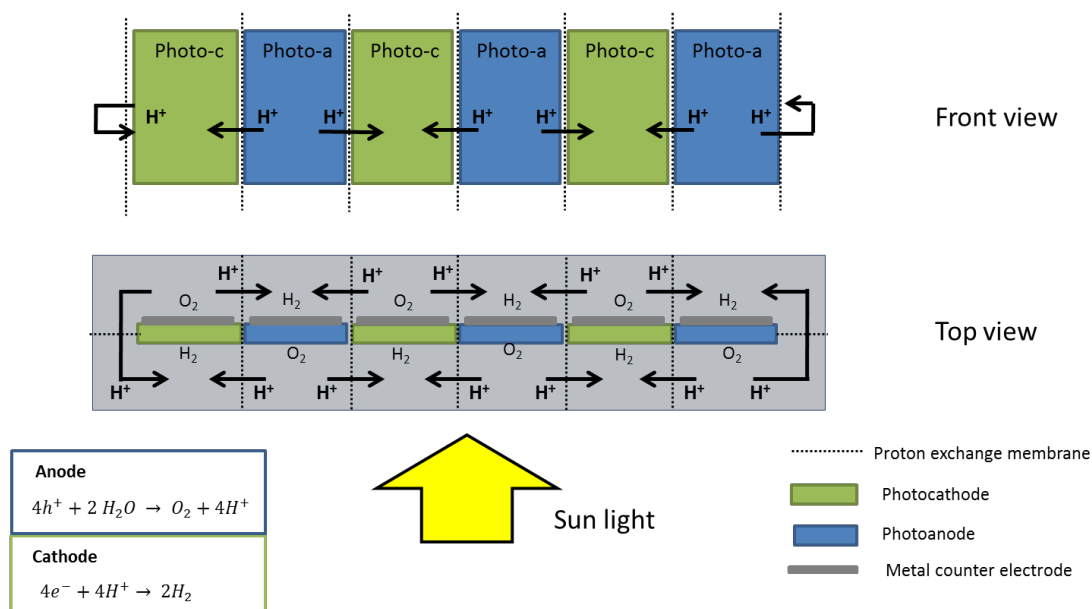 Photo-c Photo-a Photo-c Photo-a Photo-c Photo-a
H⁺ H⁺ H⁺ H⁺ H⁺ H⁺ H⁺
Front view
H⁺ H⁺ H⁺ H⁺ H⁺
O₂ H₂ O₂ H₂ O₂ H₂
Top view
H₂ O₂ H₂ O₂ H₂ O₂
H⁺ H⁺ H⁺ H⁺ H⁺ H⁺
Anode
4h⁺ + 2 H₂O → O₂ + 4H⁺
Cathode
4e⁻ + 4H⁺ → 2H₂
Sun light
Proton exchange membrane
Photocathode
Photoanode
Metal counter electrode